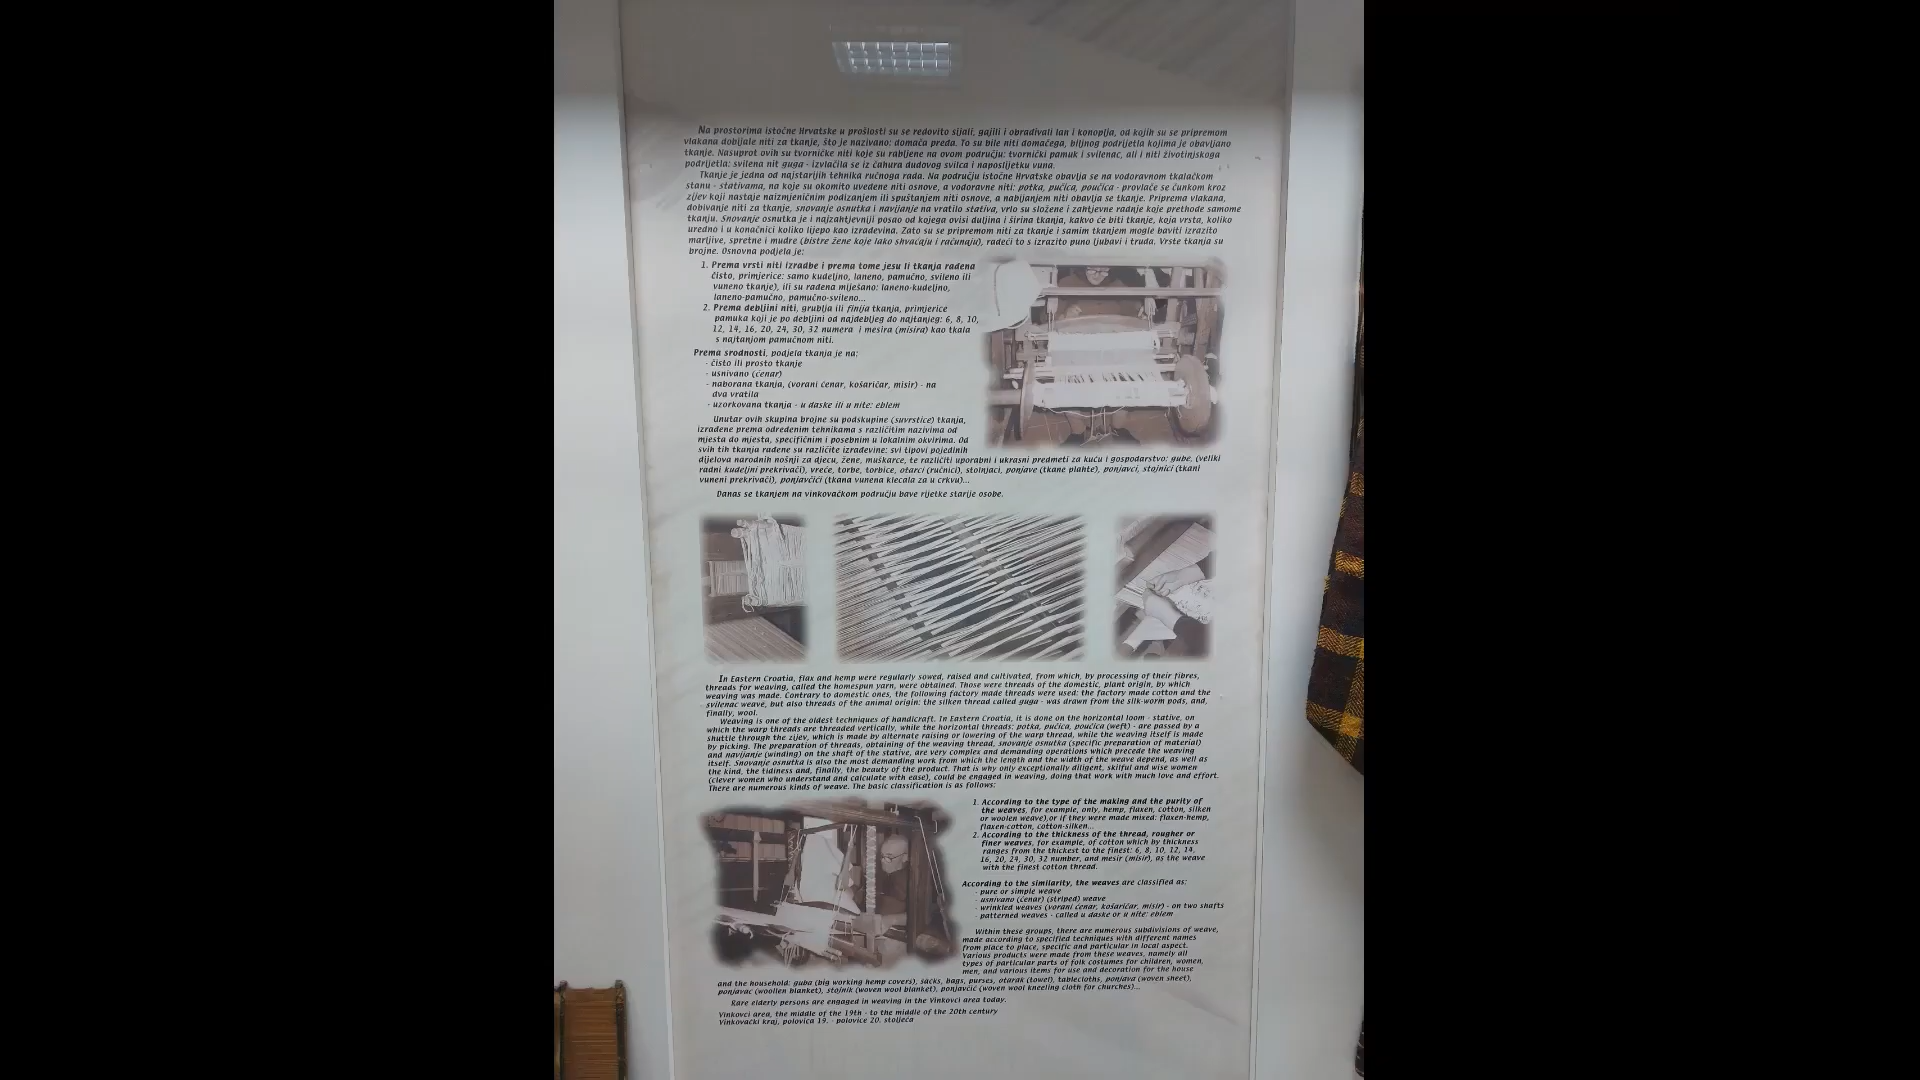 Na prostorima istočne Hrvatske u prošlosti su se redovito sijali, gajili i obrađivali lan i konoplja, od kojih su se pripremom
vlakana dobijale niti za tkanje, što je nazivano: domaća pređa. To su bile niti domaćega, biljnog podrijetla kojima je obavljano
tkanje. Nasuprot ovih su tvorničke niti koje su rabljene na ovom području: tvornički pamuk i svilenac, ali i niti životinjskoga
podrijetla: svilena nit guga - izvlačila se iz čahura dudovog svilca i naposlijetku vuna.
Tkanje je jedna od najstarijih tehnika ručnoga rada. Na području istočne Hrvatske obavlja se na vodoravnom tkalačkom
stanu - stativama, na koje su okomito uvedene niti osnove, a vodoravne niti: potka, pučica, poučica - provlače se čunkom kroz
zijev koji nastaje naizmjeničnim podizanjem ili spuštanjem niti osnove, a nabijanjem niti obavlja se tkanje. Priprema vlakana,
dobivanje niti za tkanje, snovanje osnutka i navijanje na vratilo stativa, vrlo su složene i zahtjevne radnje koje prethode samome
tkanju. Snovanje osnutka je i najzahtjevniji posao od kojega ovisi duljina i širina tkanja, kakvo će biti tkanje, koja vrsta, koliko
uredno i u konačnici koliko lijepo kao izrađevina. Zato su se pripremom niti za tkanje i samim tkanjem mogle baviti izrazito
marljive, spretne i mudre (bistre žene koje lako shvaćaju i računaju), radeći to s izrazito puno ljubavi i truda. Vrste tkanja su
brojne. Osnovna podjela je:
1. Prema vrsti niti izradbe i prema tome jesu li tkanja rađena
čisto, primjerice: samo kudeljno, laneno, pamučno, svileno ili
vuneno tkanje), ili su rađena miješano: laneno-kudeljno,
laneno-pamučno, pamučno-svileno...
2. Prema debljini niti, grublja ili finija tkanja, primjerice
pamuka koji je po debljini od najdebljeg do najtanjeg: 6, 8, 10,
12, 14, 16, 20, 24, 30, 32 numera i mesira (misira) kao tkala
s najtanjom pamučnom niti.
Prema srodnosti, podjela tkanja je na:
- čisto ili prosto tkanje
- usnivano (ćenar)
- naborana tkanja, (vorani ćenar, košaričar, misir) - na
dva vratila
- uzorkovana tkanja - u daske ili u nite: eblem
Unutar ovih skupina brojne su podskupine (suvrstice) tkanja,
izrađene prema određenim tehnikama s različitim nazivima od
mjesta do mjesta, specifičnim i posebnim u lokalnim okvirima. Od
svih tih tkanja rađene su različite izrađevine: svi tipovi pojedinih
dijelova narodnih nošnji za djecu, žene, muškarce, te različiti uporabni i ukrasni predmeti za kuću i gospodarstvo: gube, (veliki
radni kudeljni prekrivači), vreće, torbe, torbice, otarci (ručnici), stolnjaci, ponjave (tkane plahte), ponjavci, stojnici (tkani
vuneni prekrivači), ponjavčići (tkana vunena klecala za u crkvu)...
Danas se tkanjem na vinkovačkom području bave rijetke starije osobe.
In Eastern Croatia, flax and hemp were regularly sowed, raised and cultivated, from which, by processing of their fibres,
threads for weaving, called the homespun yarn, were obtained. Those were threads of the domestic, plant origin, by which
weaving was made. Contrary to domestic ones, the following factory made threads were used: the factory made cotton and the
svilenac weave, but also threads of the animal origin: the silken thread called guga - was drawn from the silk-worm pods, and,
finally, wool.
Weaving is one of the oldest techniques of handicraft. In Eastern Croatia, it is done on the horizontal loom - stative, on
which the warp threads are threaded vertically, while the horizontal threads: potka, pučica, poučica (weft) - are passed by a
shuttle through the zijev, which is made by alternate raising or lowering of the warp thread, while the weaving itself is made
by picking. The preparation of threads, obtaining of the weaving thread, snovanje osnutka (specific preparation of material)
and navijanje (winding) on the shaft of the stative, are very complex and demanding operations which precede the weaving
itself. Snovanje osnutka is also the most demanding work from which the length and the width of the weave depend, as well as
the kind, the tidiness and, finally, the beauty of the product. That is why only exceptionally diligent, skilful and wise women
(clever women who understand and calculate with ease), could be engaged in weaving, doing that work with much love and effort.
There are numerous kinds of weave. The basic classification is as follows:
1. According to the type of the making and the purity of
the weaves, for example, only, hemp, flaxen, cotton, silken
or woolen weave),or if they were made mixed: flaxen-hemp,
flaxen-cotton, cotton-silken...
2. According to the thickness of the thread, rougher or
finer weaves, for example, of cotton which by thickness
ranges from the thickest to the finest: 6, 8, 10, 12, 14,
16, 20, 24, 30, 32 number, and mesir (misir), as the weave
with the finest cotton thread.
According to the similarity, the weaves are classified as:
- pure or simple weave
- usnivano (ćenar) (striped) weave
- wrinkled weaves (vorani ćenar, košaričar, misir) - on two shafts
- patterned weaves - called u daske or u nite: eblem
Within these groups, there are numerous subdivisions of weave,
made according to specified techniques with different names
from place to place, specific and particular in local aspect.
Various products were made from these weaves, namely all
types of particular parts of folk costumes for children, women,
men, and various items for use and decoration for the house
and the household: guba (big working hemp covers), sacks, bags, purses, otarak (towel), tablecloths, ponjava (woven sheet),
ponjavac (woollen blanket), stojnik (woven wool blanket), ponjavčić (woven wool kneeling cloth for churches)...
Rare elderly persons are engaged in weaving in the Vinkovci area today.
Vinkovci area, the middle of the 19th - to the middle of the 20th century
Vinkovački kraj, polovica 19. - polovice 20. stoljeća